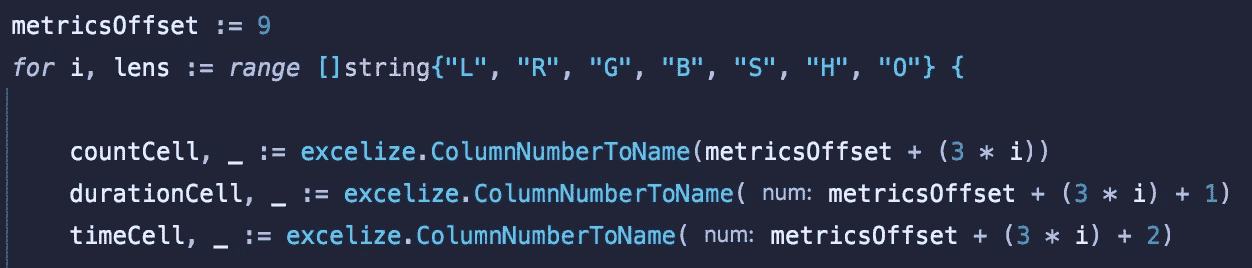 metricsOffset := 9
for i, lens := range []string{"L", "R", "G", "B", "S", "H", "O"} {
countCell, _ := excelize.ColumnNumberToName(metricsOffset + (3 * i))
durationCell, _ := excelize.ColumnNumberToName( num: metricsOffset + (3 * i) + 1)
timeCell, _ := excelize.ColumnNumberToName( num: metricsOffset + (3 * i) + 2)